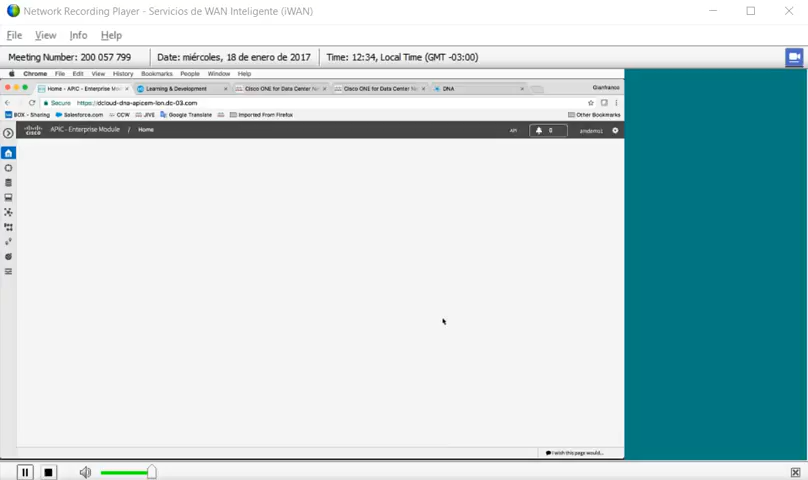 Network Recording Player - Servicios de WAN Inteligente (iWAN)
File View Info Help
Meeting Number: 200 057 799 Date: miércoles, 18 de enero de 2017 Time: 12:34, Local Time (GMT -03:00)
Chrome File Edit View History Bookmarks People Window Help
Home - APIC - Enterprise Mod Learning & Development Cisco ONE for Data Center Ne Cisco ONE for Data Center Ne DNA Gianfranco
Secure https://dcloud-dna-apicem-lon.dc-03.com
BOX - Sharing Salesforce.com CCW JIVE Google Translate Imported From Firefox Other Bookmarks
CISCO APIC - Enterprise Module / Home API 0
I wish this page would...